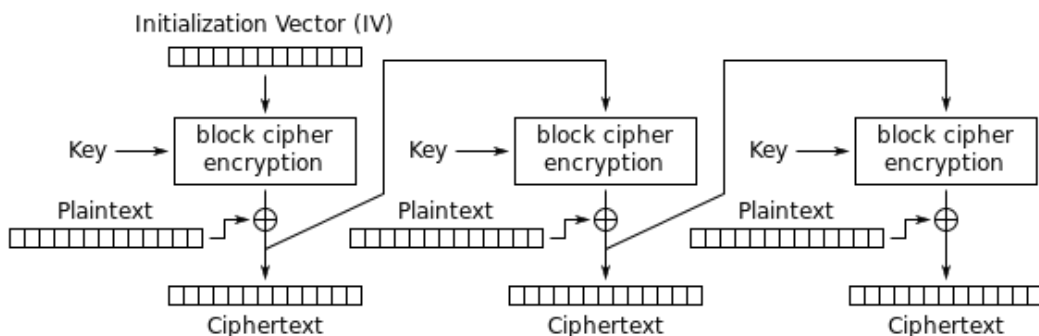 Initialization Vector (IV)
Key
block cipher
encryption
Key
block cipher
encryption
Key
block cipher
encryption
Plaintext
Plaintext
Plaintext
Ciphertext
Ciphertext
Ciphertext